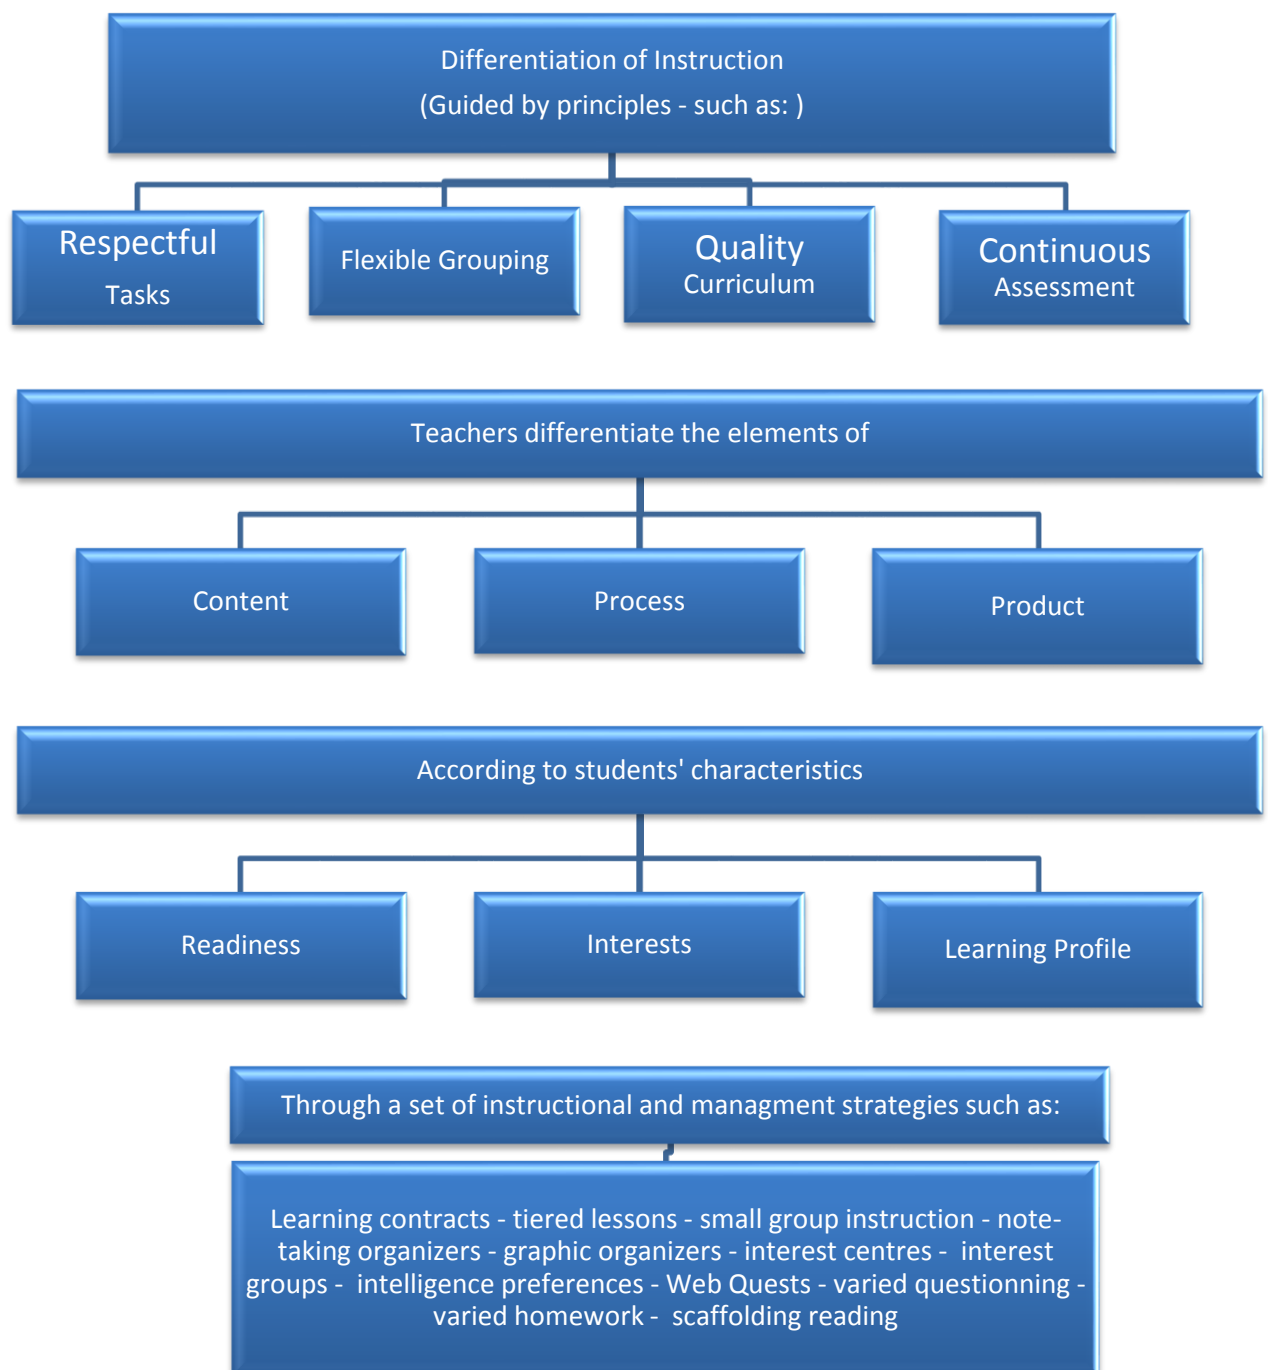 Differentiation of Instruction
(Guided by principles - such as: )
Respectful
Tasks
Flexible Grouping
Quality
Curriculum
Continuous
Assessment
Teachers differentiate the elements of
Content
Process
Product
According to students' characteristics
Readiness
Interests
Learning Profile
Through a set of instructional and managment strategies such as:
Learning contracts - tiered lessons - small group instruction - note-
taking organizers - graphic organizers - interest centres - interest
groups - intelligence preferences - Web Quests - varied questionning -
varied homework - scaffolding reading